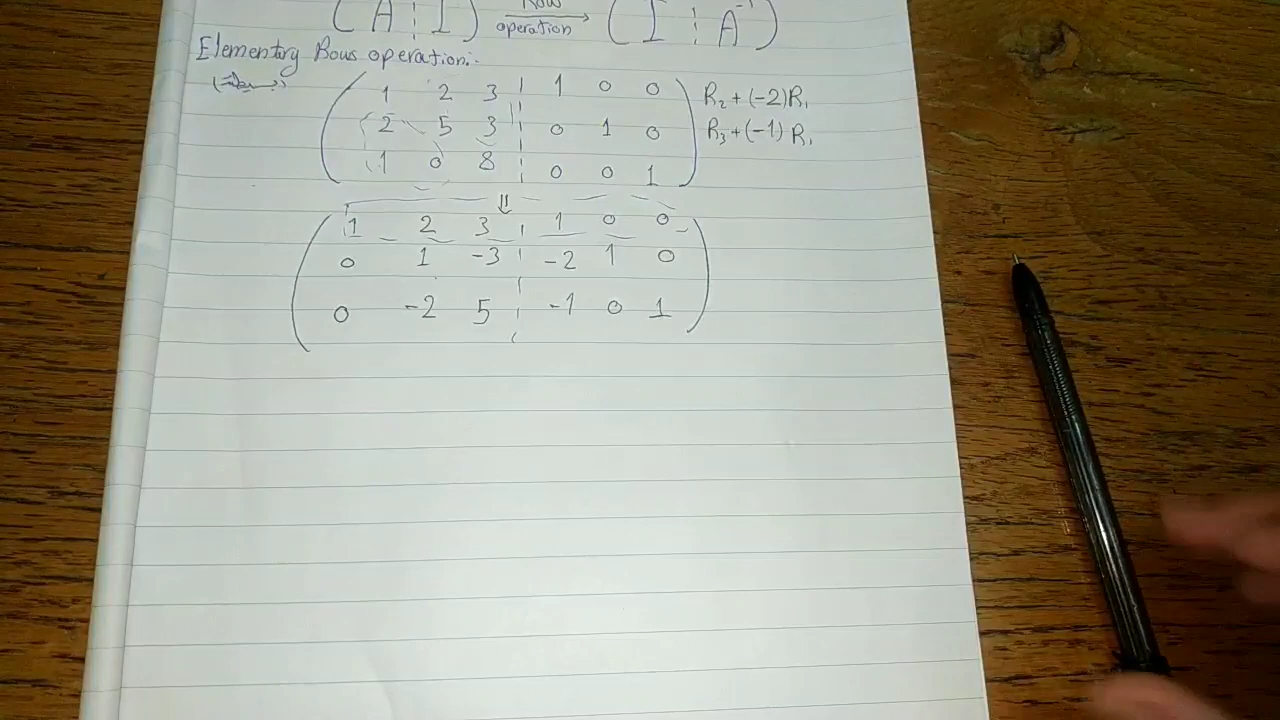 (A ⋮ I) Row operation → (I ⋮ A⁻¹)
Elementry Rows operation:-
( 1 2 3 ¦ 1 0 0 ) R₂+(-2)R₁
( 2 5 3 ¦ 0 1 0 ) R₃+(-1)R₁
( 1 0 8 ¦ 0 0 1 )
⇓
( 1 2 3 ¦ 1 0 0 )
( 0 1 -3 ¦ -2 1 0 )
( 0 -2 5 ¦ -1 0 1 )